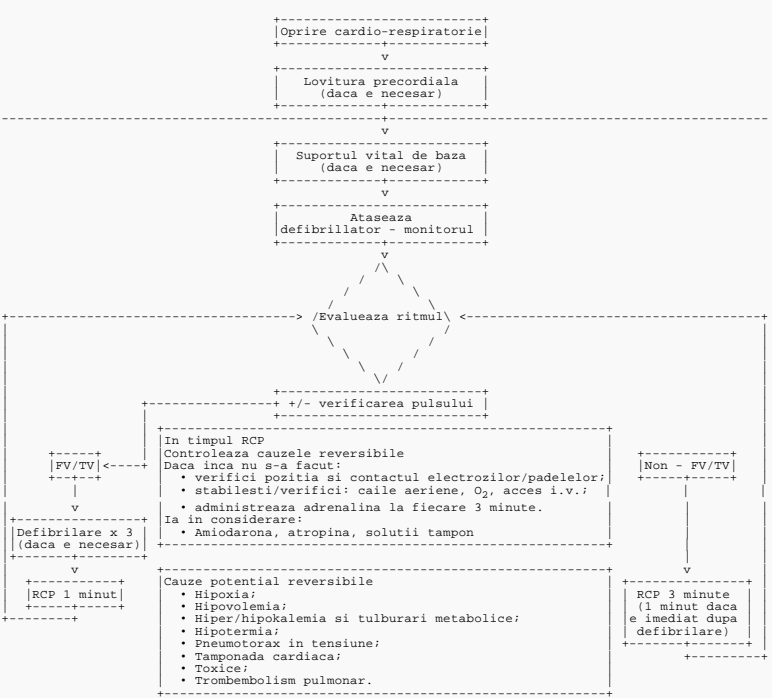 Oprire cardio-respiratorie
Lovitura precordiala
(daca e necesar)
Suportul vital de baza
(daca e necesar)
Ataseaza
defibrillator - monitorul
Evalueaza ritmul
+/- verificarea pulsului
In timpul RCP
Controleaza cauzele reversibile
Daca inca nu s-a facut:
• verifici pozitia si contactul electrozilor/padelelor;
• stabilesti/verifici: caile aeriene, O₂, acces i.v.;
• administreaza adrenalina la fiecare 3 minute.
Ia in considerare:
• Amiodarona, atropina, solutii tampon
FV/TV
Non - FV/TV
Defibrilare x 3
(daca e necesar)
RCP 1 minut
Cauze potential reversibile
• Hipoxia;
• Hipovolemia;
• Hiper/hipokalemia si tulburari metabolice;
• Hipotermia;
• Pneumotorax in tensiune;
• Tamponada cardiaca;
• Toxice;
• Trombembolism pulmonar.
RCP 3 minute
(1 minut daca
e imediat dupa
defibrilare)